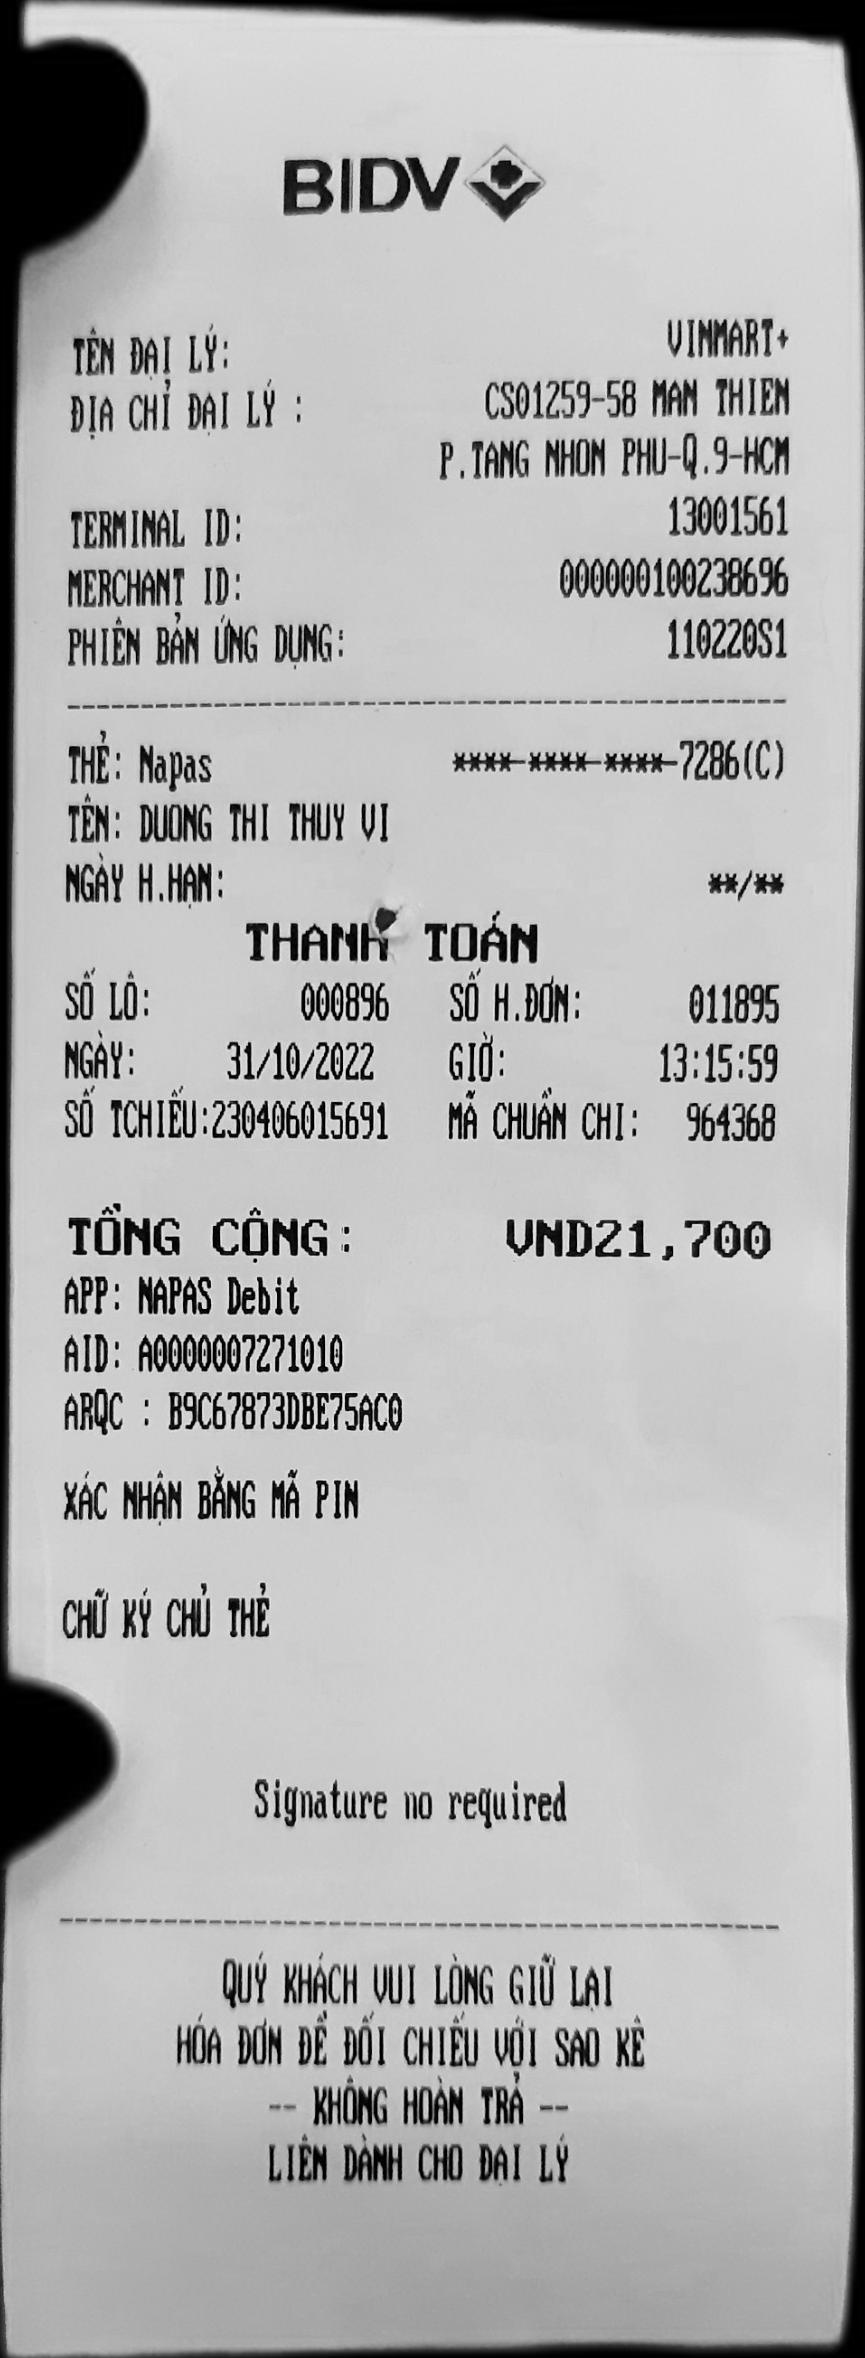 BIDV
TÊN ĐẠI LÝ: VINMART+
ĐỊA CHỈ ĐẠI LÝ : CS01259-58 MAN THIEN
P.TANG NHON PHU-Q.9-HCM
TERMINAL ID: 13001561
MERCHANT ID: 000000100238696
PHIÊN BẢN ỨNG DỤNG: 110220S1
THẺ: Napas ****-****-****-7286(C)
TÊN: DUONG THI THUY VI
NGÀY H.HẠN: **/**
THANH TOÁN
SỐ LÔ: 000896 SỐ H.ĐƠN: 011895
NGÀY: 31/10/2022 GIỜ: 13:15:59
SỐ TCHIẾU:230406015691 MÃ CHUẨN CHI: 964368
TỔNG CỘNG: VND21,700
APP: NAPAS Debit
AID: A0000007271010
ARQC : B9C67873DBE75AC0
XÁC NHẬN BẰNG MÃ PIN
CHỮ KÝ CHỦ THẺ
Signature no required
QUÝ KHÁCH VUI LÒNG GIỮ LẠI
HÓA ĐƠN ĐỂ ĐỐI CHIẾU VỚI SAO KÊ
-- KHÔNG HOÀN TRẢ --
LIÊN DÀNH CHO ĐẠI LÝ